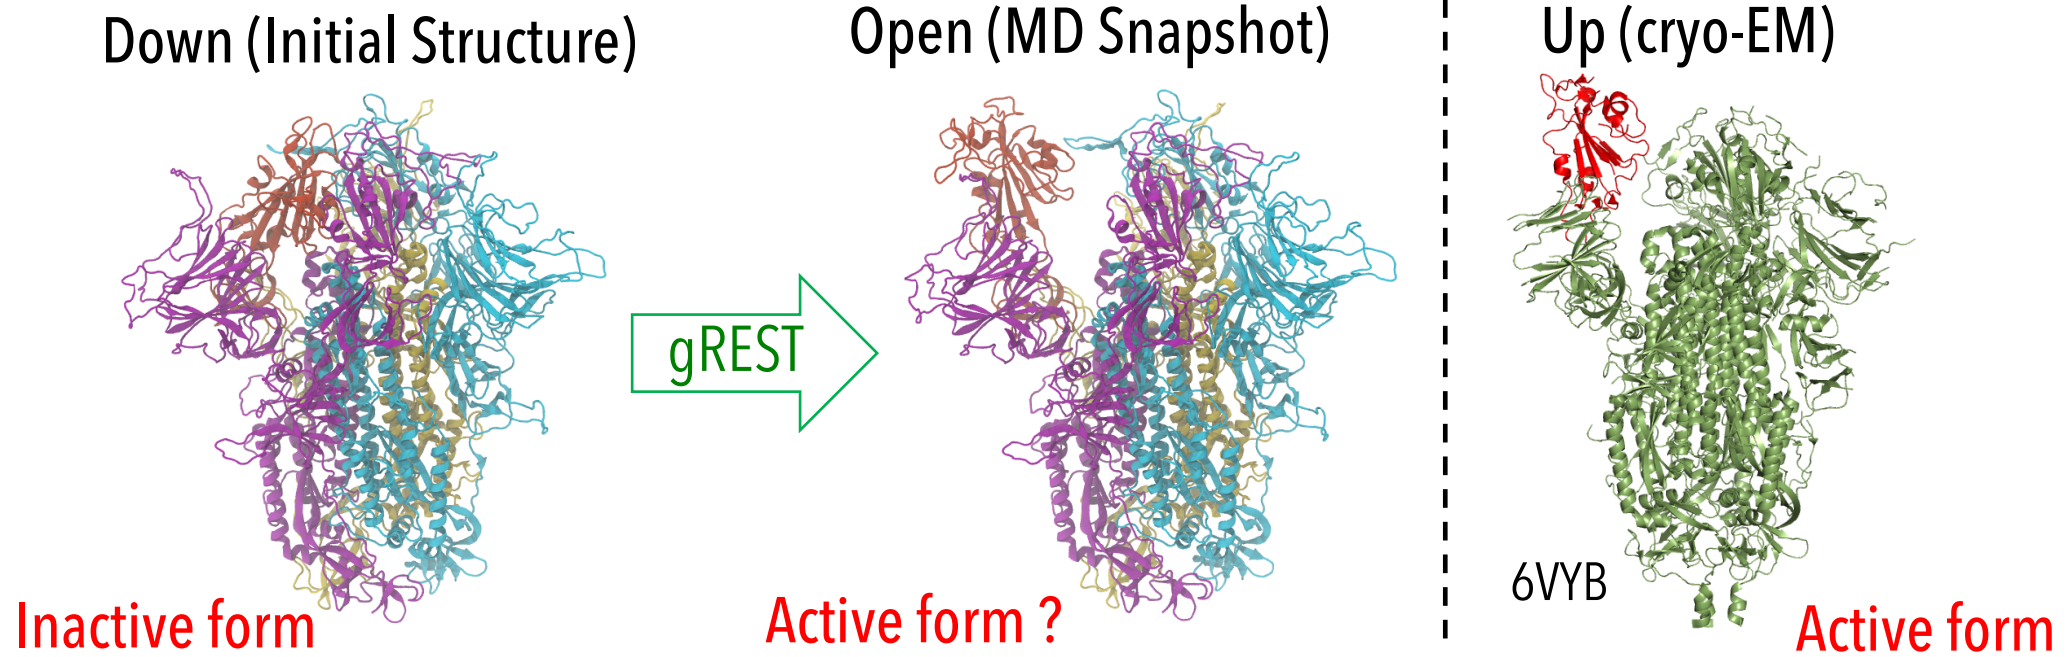 Down (Initial Structure)
Open (MD Snapshot)
Up (cryo-EM)
gREST
6VYB
Inactive form
Active form ?
Active form